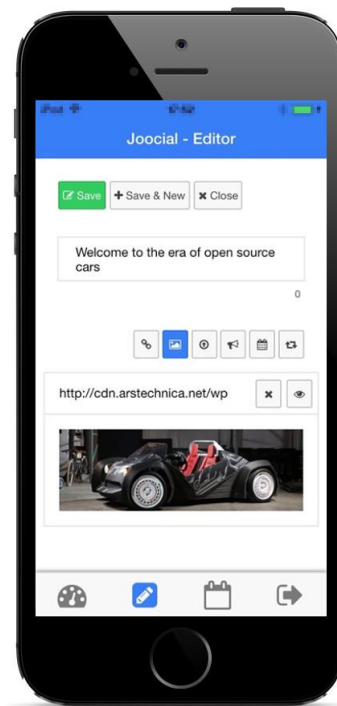 Joocial - Editor
Save
Save & New
Close
Welcome to the era of open source
cars
0
http://cdn.arstechnica.net/wp